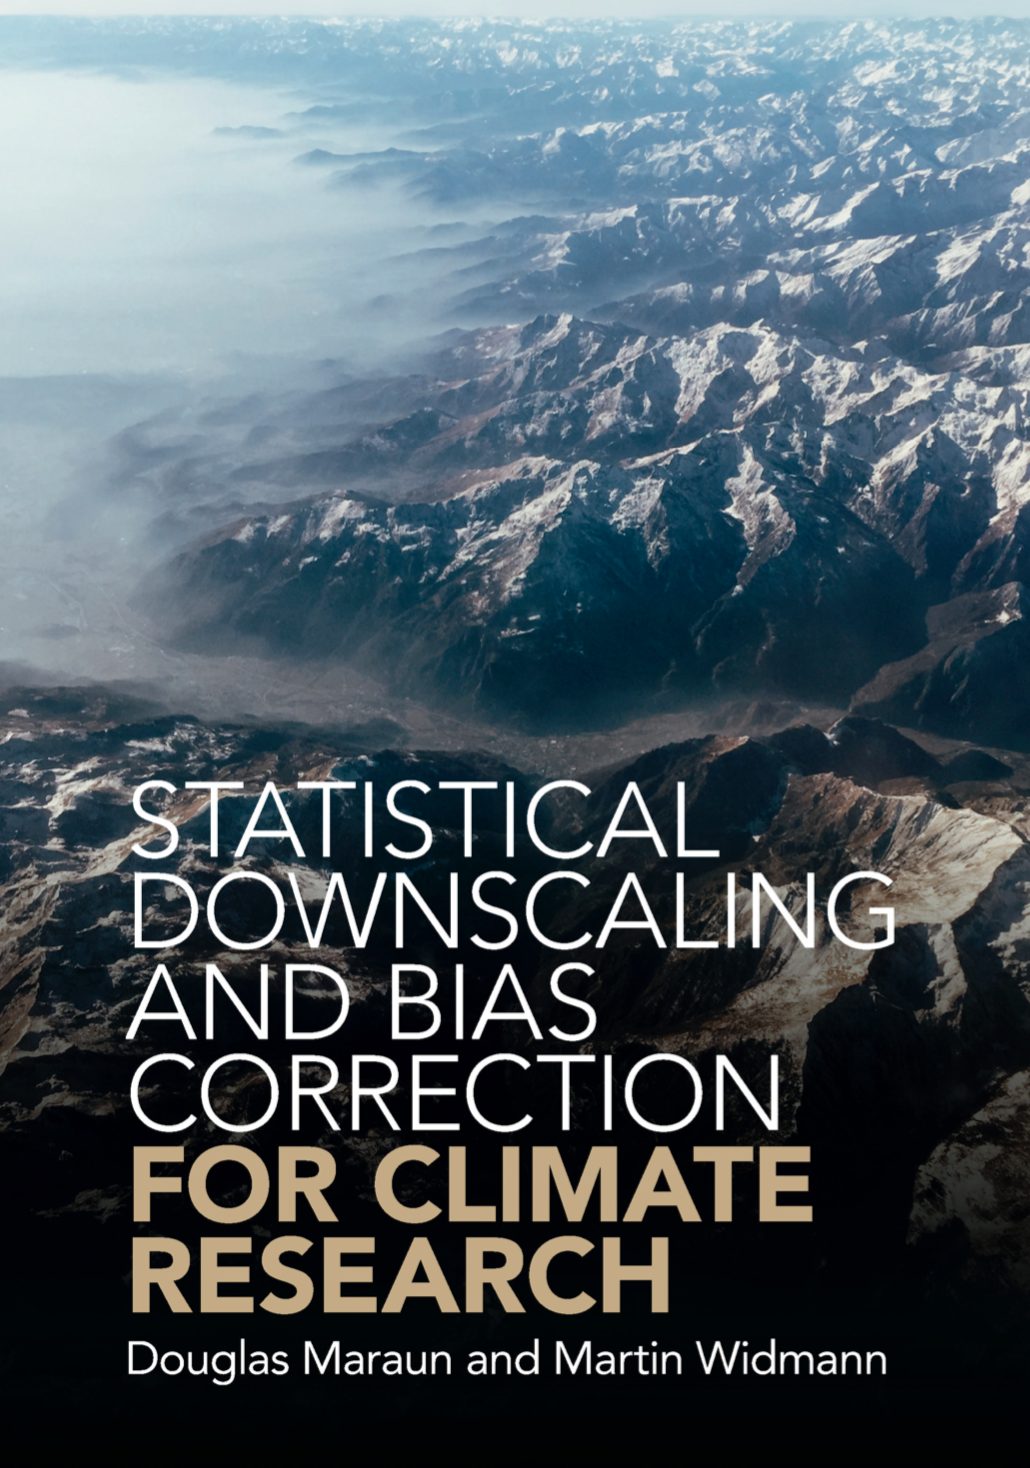 STATISTICAL
DOWNSCALING
AND BIAS
CORRECTION
FOR CLIMATE
RESEARCH
Douglas Maraun and Martin Widmann